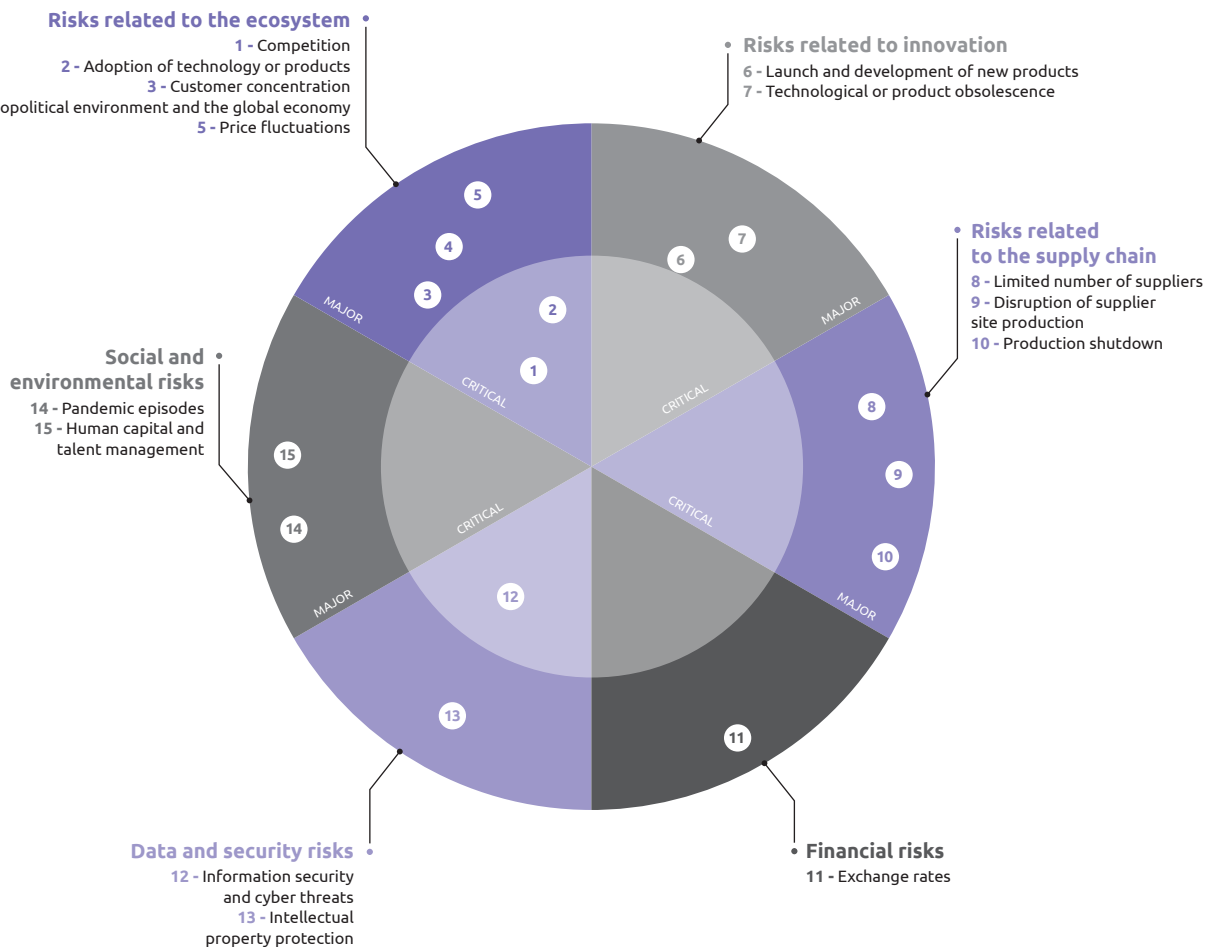 Risks related to the ecosystem
1 - Competition
2 - Adoption of technology or products
3 - Customer concentration
opolitical environment and the global economy
5 - Price fluctuations
Risks related to innovation
6 - Launch and development of new products
7 - Technological or product obsolescence
Risks related
to the supply chain
8 - Limited number of suppliers
9 - Disruption of supplier
site production
10 - Production shutdown
Social and
environmental risks
14 - Pandemic episodes
15 - Human capital and
talent management
5
4
3
2
1
MAJOR
CRITICAL
6
7
MAJOR
CRITICAL
8
9
10
MAJOR
CRITICAL
15
14
MAJOR
CRITICAL
12
13
11
Data and security risks
12 - Information security
and cyber threats
13 - Intellectual
property protection
Financial risks
11 - Exchange rates